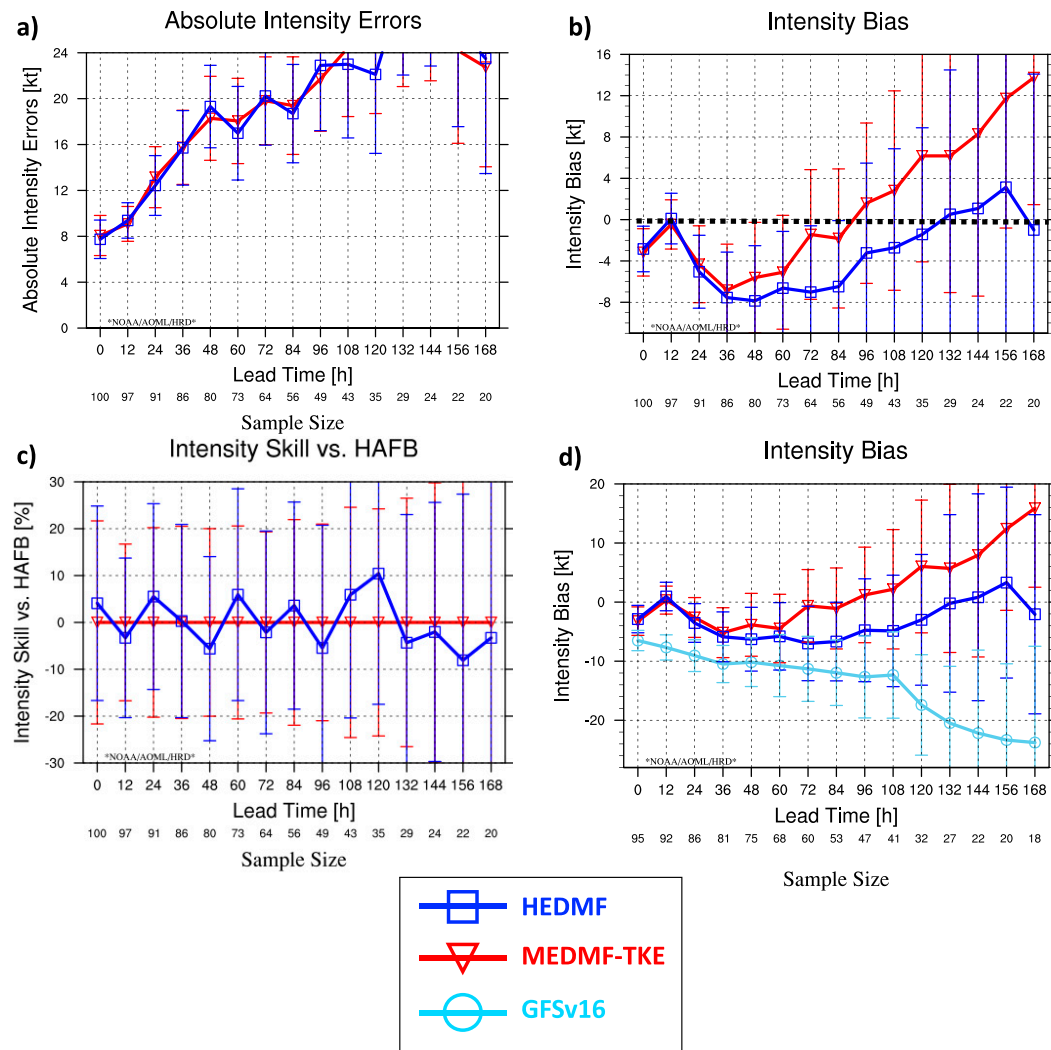 a)
Absolute Intensity Errors
Absolute Intensity Errors [kt]
24
20
16
12
8
4
0
*NOAA/AOML/HRD*
0 12 24 36 48 60 72 84 96 108 120 132 144 156 168
Lead Time [h]
100 97 91 86 80 73 64 56 49 43 35 29 24 22 20
Sample Size
b)
Intensity Bias
Intensity Bias [kt]
16
12
8
4
0
-4
-8
*NOAA/AOML/HRD*
0 12 24 36 48 60 72 84 96 108 120 132 144 156 168
Lead Time [h]
100 97 91 86 80 73 64 56 49 43 35 29 24 22 20
Sample Size
c)
Intensity Skill vs. HAFB
Intensity Skill vs. HAFB [%]
30
20
10
0
-10
-20
-30
*NOAA/AOML/HRD*
0 12 24 36 48 60 72 84 96 108 120 132 144 156 168
Lead Time [h]
100 97 91 86 80 73 64 56 49 43 35 29 24 22 20
Sample Size
d)
Intensity Bias
Intensity Bias [kt]
20
10
0
-10
-20
*NOAA/AOML/HRD*
0 12 24 36 48 60 72 84 96 108 120 132 144 156 168
Lead Time [h]
95 92 86 81 75 68 60 53 47 41 32 27 22 20 18
Sample Size
HEDMF
MEDMF-TKE
GFSv16